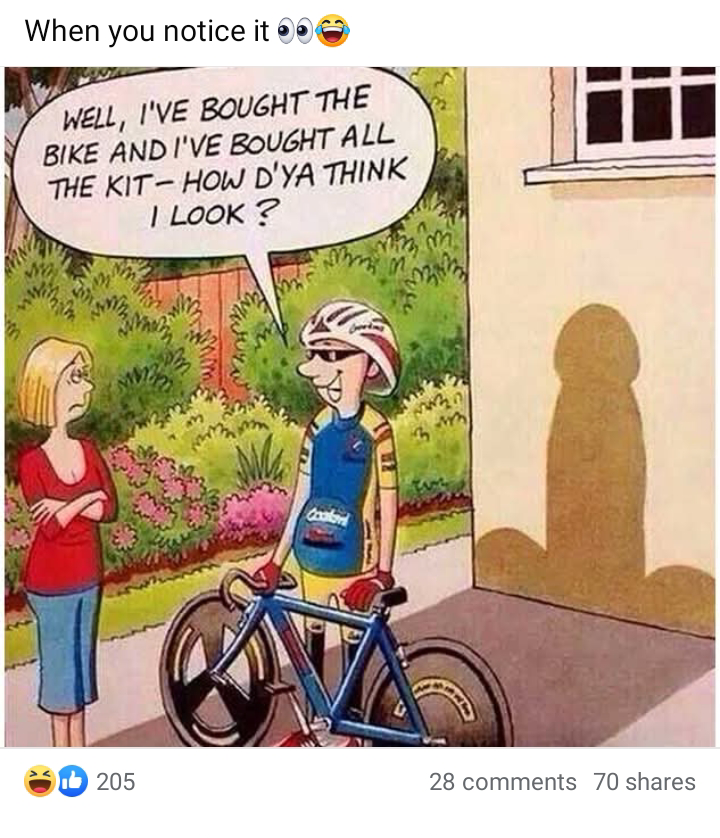 When you notice it 👀😂
WELL, I'VE BOUGHT THE
BIKE AND I'VE BOUGHT ALL
THE KIT - HOW D'YA THINK
I LOOK ?
205
28 comments 70 shares